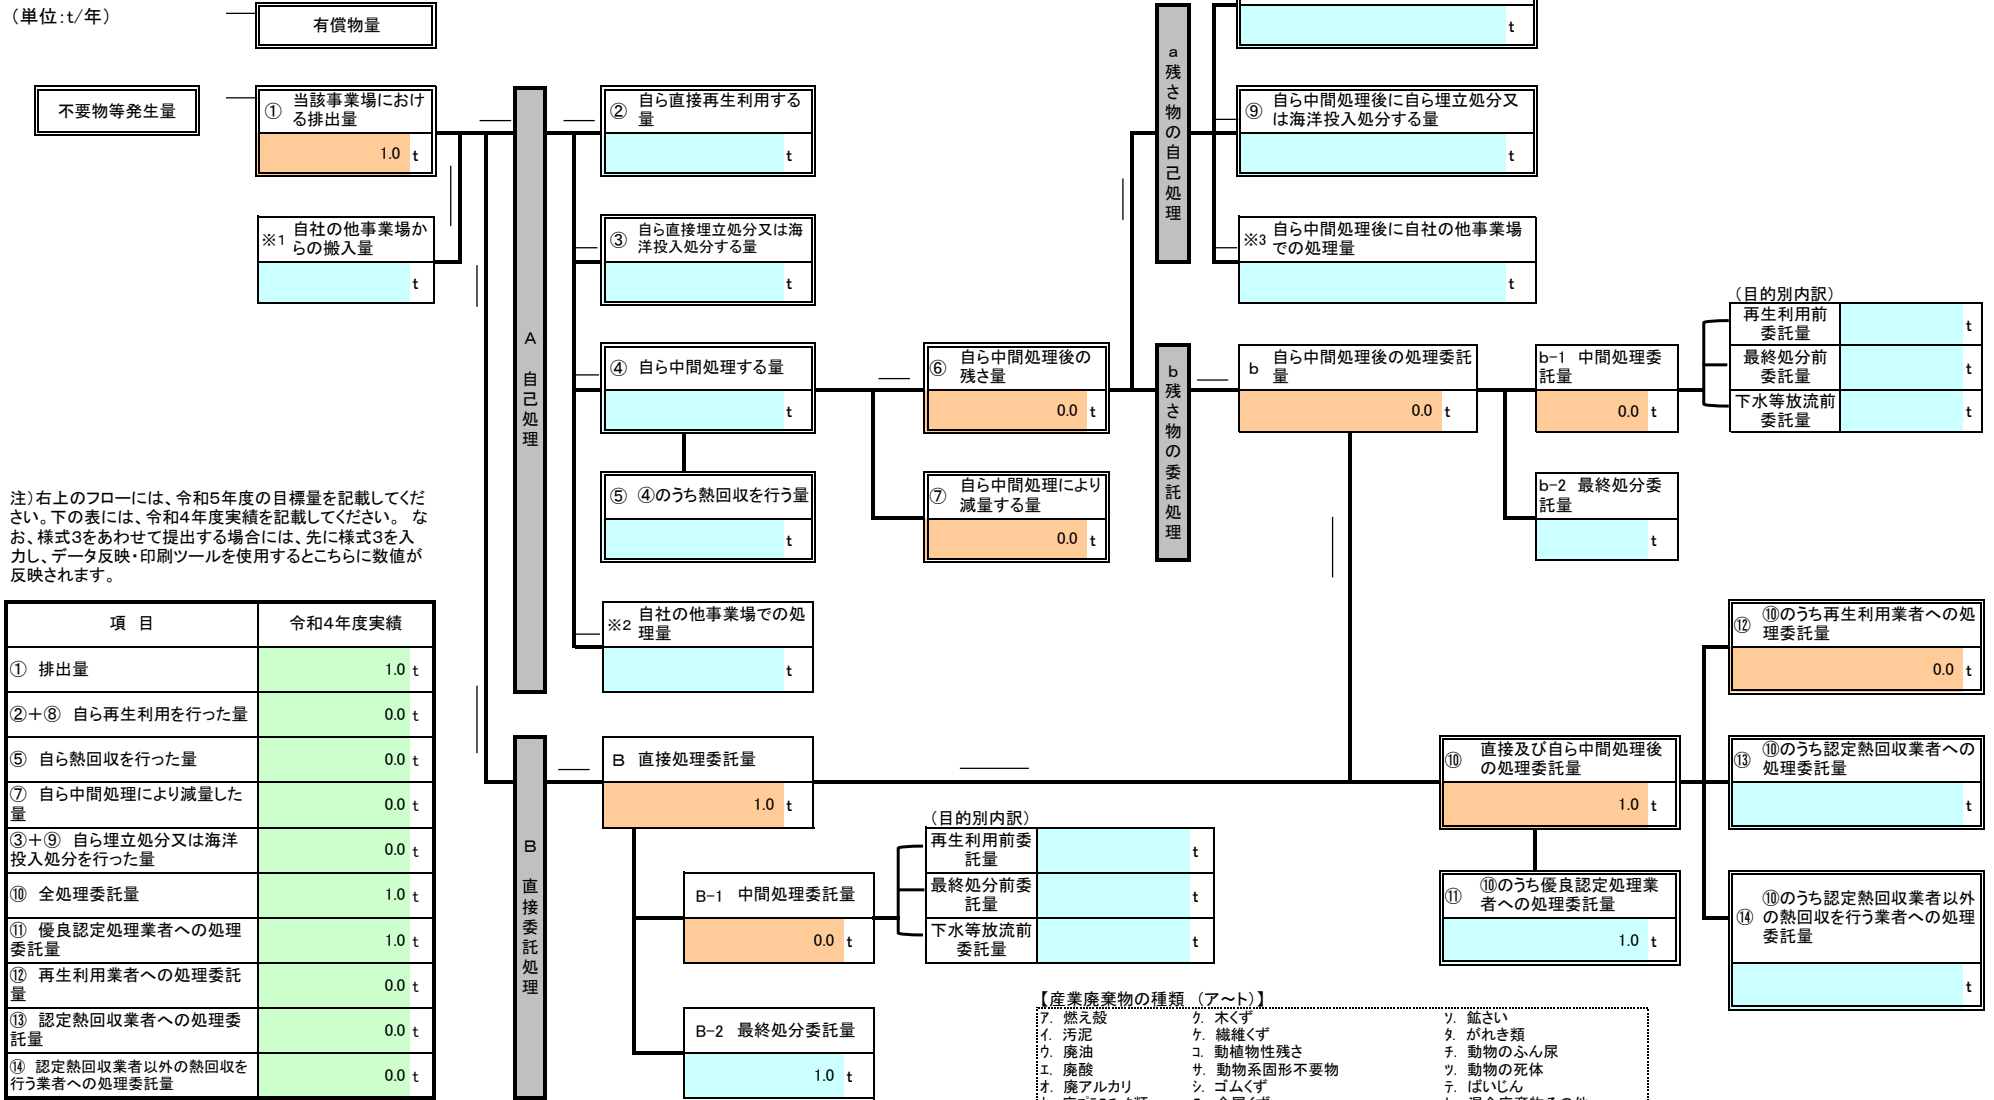 （単位：t/年）
有償物量
t
不要物等発生量
① 当該事業場におけ
る排出量
1.0 t
※1 自社の他事業場か
らの搬入量
t
A 自己処理
② 自ら直接再生利用する
量
t
③ 自ら直接埋立処分又は海
洋投入処分する量
t
④ 自ら中間処理する量
t
⑤ ④のうち熱回収を行う量
t
※2 自社の他事業場での処
理量
t
⑥ 自ら中間処理後の
残さ量
0.0 t
⑦ 自ら中間処理により
減量する量
0.0 t
a 残さ物の自己処理
⑨ 自ら中間処理後に自ら埋立処分又
は海洋投入処分する量
t
※3 自ら中間処理後に自社の他事業場
での処理量
t
b 残さ物の委託処理
b 自ら中間処理後の処理委託
量
0.0 t
b-1 中間処理委
託量
0.0 t
b-2 最終処分委
託量
t
（目的別内訳）
再生利用前
委託量
t
最終処分前
委託量
t
下水等放流前
委託量
t
注）右上のフローには、令和5年度の目標量を記載してくだ
さい。下の表には、令和4年度実績を記載してください。 な
お、様式3をあわせて提出する場合には、先に様式3を入
力し、データ反映・印刷ツールを使用するとこちらに数値が
反映されます。
項 目 令和4年度実績
① 排出量 1.0 t
②＋⑧ 自ら再生利用を行った量 0.0 t
⑤ 自ら熱回収を行った量 0.0 t
⑦ 自ら中間処理により減量した
量 0.0 t
③＋⑨ 自ら埋立処分又は海洋
投入処分を行った量 0.0 t
⑩ 全処理委託量 1.0 t
⑪ 優良認定処理業者への処理
委託量 1.0 t
⑫ 再生利用業者への処理委託
量 0.0 t
⑬ 認定熱回収業者への処理委
託量 0.0 t
⑭ 認定熱回収業者以外の熱回収を
行う業者への処理委託量 0.0 t
B 直接委託処理
B 直接処理委託量
1.0 t
B-1 中間処理委託量
0.0 t
B-2 最終処分委託量
1.0 t
（目的別内訳）
再生利用前委
託量
t
最終処分前委
託量
t
下水等放流前
委託量
t
⑩ 直接及び自ら中間処理後
の処理委託量
1.0 t
⑪ ⑩のうち優良認定処理業
者への処理委託量
1.0 t
⑫ ⑩のうち再生利用業者への処
理委託量
0.0 t
⑬ ⑩のうち認定熱回収業者への
処理委託量
t
⑭ ⑩のうち認定熱回収業者以外
の熱回収を行う業者への処理
委託量
t
【産業廃棄物の種類 （ア～ト）】
ア． 燃え殻 ク． 木くず ソ． 鉱さい
イ． 汚泥 ケ． 繊維くず タ． がれき類
ウ． 廃油 コ． 動植物性残さ チ． 動物のふん尿
エ． 廃酸 サ． 動物系固形不要物 ツ． 動物の死体
オ． 廃アルカリ シ． ゴムくず テ． ばいじん